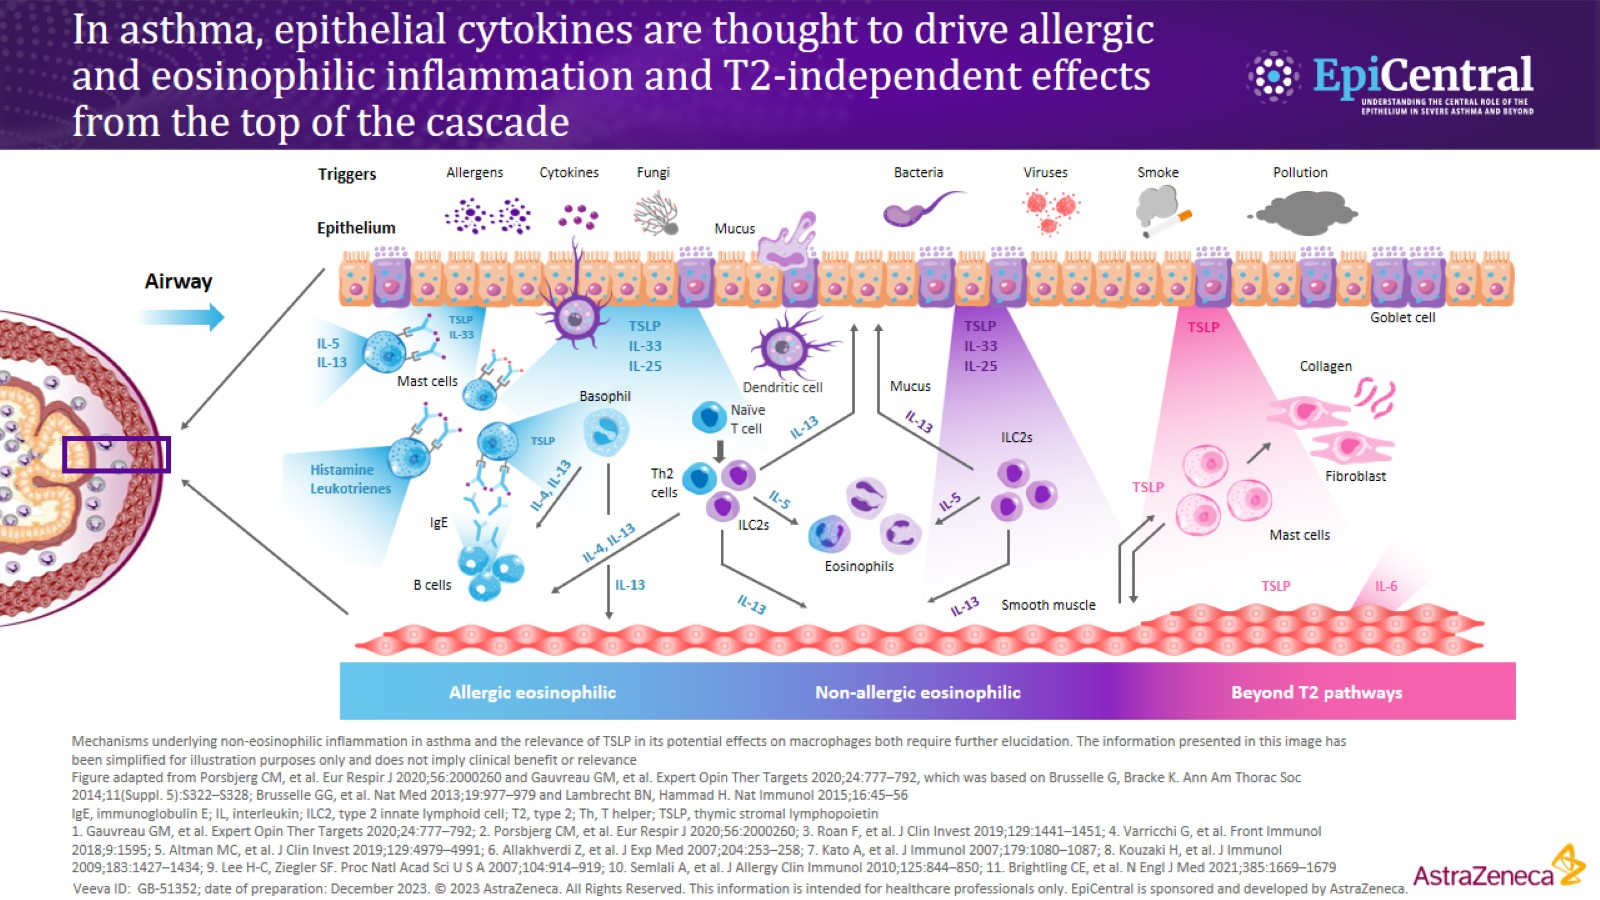 In asthma, epithelial cytokines are thought to drive allergic
and eosinophilic inflammation and T2-independent effects
from the top of the cascade
EpiCentral
UNDERSTANDING THE CENTRAL ROLE OF THE
EPITHELIUM IN SEVERE ASTHMA AND BEYOND
Triggers
Allergens
Cytokines
Fungi
Bacteria
Viruses
Smoke
Pollution
Epithelium
Mucus
Airway
Goblet cell
IL-5
IL-13
TSLP
IL-33
Mast cells
TSLP
IL-33
IL-25
Dendritic cell
Mucus
TSLP
IL-33
IL-25
TSLP
Collagen
Basophil
Naïve
T cell
IL-13
IL-13
ILC2s
Histamine
Leukotrienes
TSLP
IL-4, IL-13
Th2
cells
IL-5
IL-5
TSLP
Fibroblast
IgE
ILC2s
Mast cells
IL-4, IL-13
Eosinophils
B cells
IL-13
IL-13
IL-13
Smooth muscle
TSLP
IL-6
Allergic eosinophilic
Non-allergic eosinophilic
Beyond T2 pathways
Mechanisms underlying non-eosinophilic inflammation in asthma and the relevance of TSLP in its potential effects on macrophages both require further elucidation. The information presented in this image has
been simplified for illustration purposes only and does not imply clinical benefit or relevance
Figure adapted from Porsbjerg CM, et al. Eur Respir J 2020;56:2000260 and Gauvreau GM, et al. Expert Opin Ther Targets 2020;24:777–792, which was based on Brusselle G, Bracke K. Ann Am Thorac Soc
2014;11(Suppl. 5):S322–S328; Brusselle GG, et al. Nat Med 2013;19:977–979 and Lambrecht BN, Hammad H. Nat Immunol 2015;16:45–56
IgE, immunoglobulin E; IL, interleukin; ILC2, type 2 innate lymphoid cell; T2, type 2; Th, T helper; TSLP, thymic stromal lymphopoietin
1. Gauvreau GM, et al. Expert Opin Ther Targets 2020;24:777–792; 2. Porsbjerg CM, et al. Eur Respir J 2020;56:2000260; 3. Roan F, et al. J Clin Invest 2019;129:1441–1451; 4. Varricchi G, et al. Front Immunol
2018;9:1595; 5. Altman MC, et al. J Clin Invest 2019;129:4979–4991; 6. Allakhverdi Z, et al. J Exp Med 2007;204:253–258; 7. Kato A, et al. J Immunol 2007;179:1080–1087; 8. Kouzaki H, et al. J Immunol
2009;183:1427–1434; 9. Lee H-C, Ziegler SF. Proc Natl Acad Sci U S A 2007;104:914–919; 10. Semlali A, et al. J Allergy Clin Immunol 2010;125:844–850; 11. Brightling CE, et al. N Engl J Med 2021;385:1669–1679
Veeva ID: GB-51352; date of preparation: December 2023. © 2023 AstraZeneca. All Rights Reserved. This information is intended for healthcare professionals only. EpiCentral is sponsored and developed by AstraZeneca.
AstraZeneca